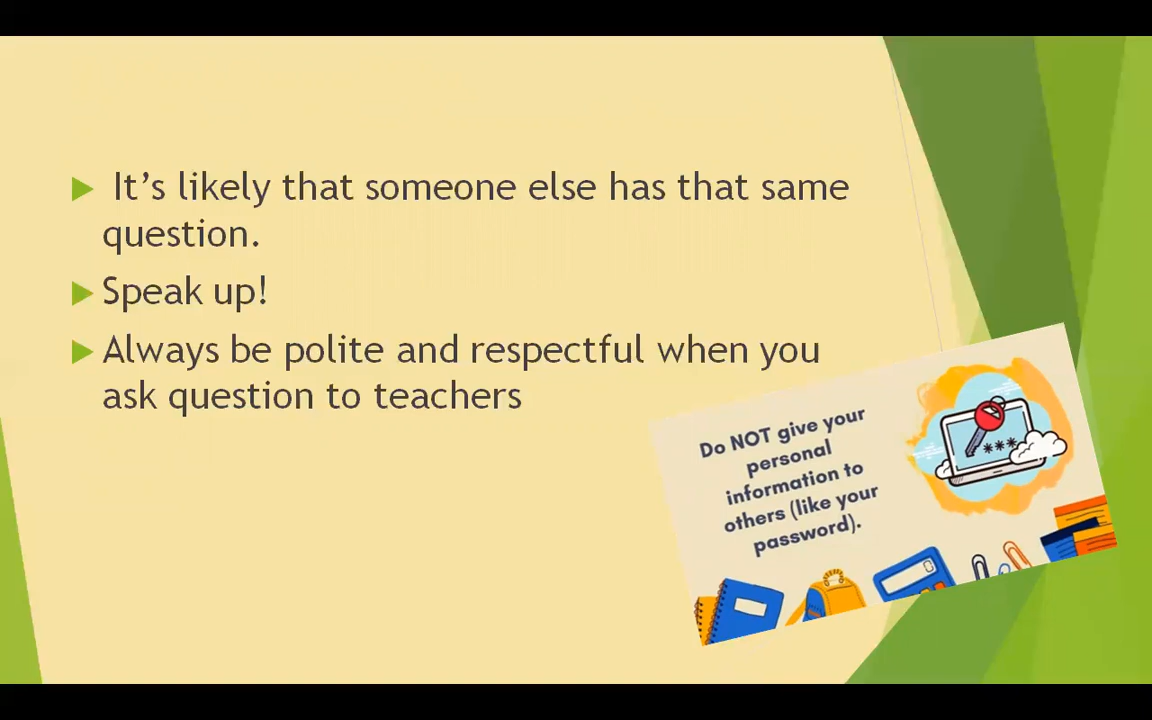 It’s likely that someone else has that same
question.
Speak up!
Always be polite and respectful when you
ask question to teachers
Do NOT give your
personal
information to
others (like your
password).
***